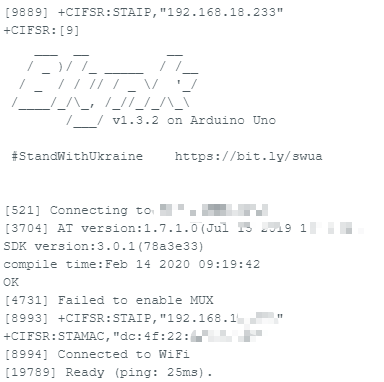 [9889] +CIFSR:STAIP,"192.168.18.233"
+CIFSR:[9]
    ___  __          __
   / _ )/ /_ _____  / /__
  / _  / / // / _ \/  '_/
 /____/_/\_, /_//_/_/\_\
        /___/ v1.3.2 on Arduino Uno
 #StandWithUkraine    https://bit.ly/swua
[521] Connecting to
[3704] AT version:1.7.1.0(Jul 15 2019 1
SDK version:3.0.1(78a3e33)
compile time:Feb 14 2020 09:19:42
OK
[4731] Failed to enable MUX
[8993] +CIFSR:STAIP,"192.168.1
+CIFSR:STAMAC,"dc:4f:22:
[8994] Connected to WiFi
[19789] Ready (ping: 25ms).